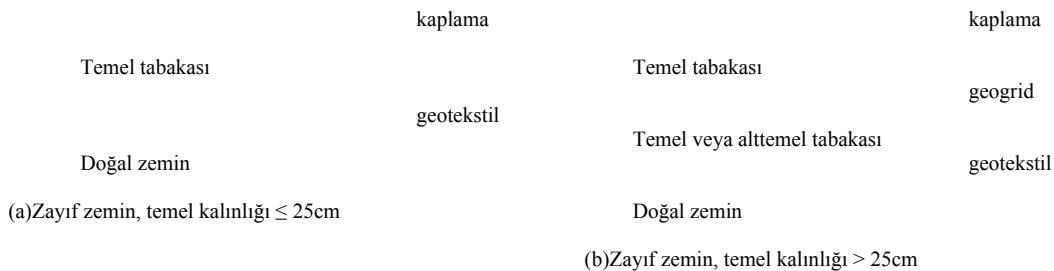 kaplama
Temel tabakası
geotekstil
Doğal zemin
(a)Zayıf zemin, temel kalınlığı ≤ 25cm
kaplama
Temel tabakası
geogrid
Temel veya alttemel tabakası
geotekstil
Doğal zemin
(b)Zayıf zemin, temel kalınlığı > 25cm